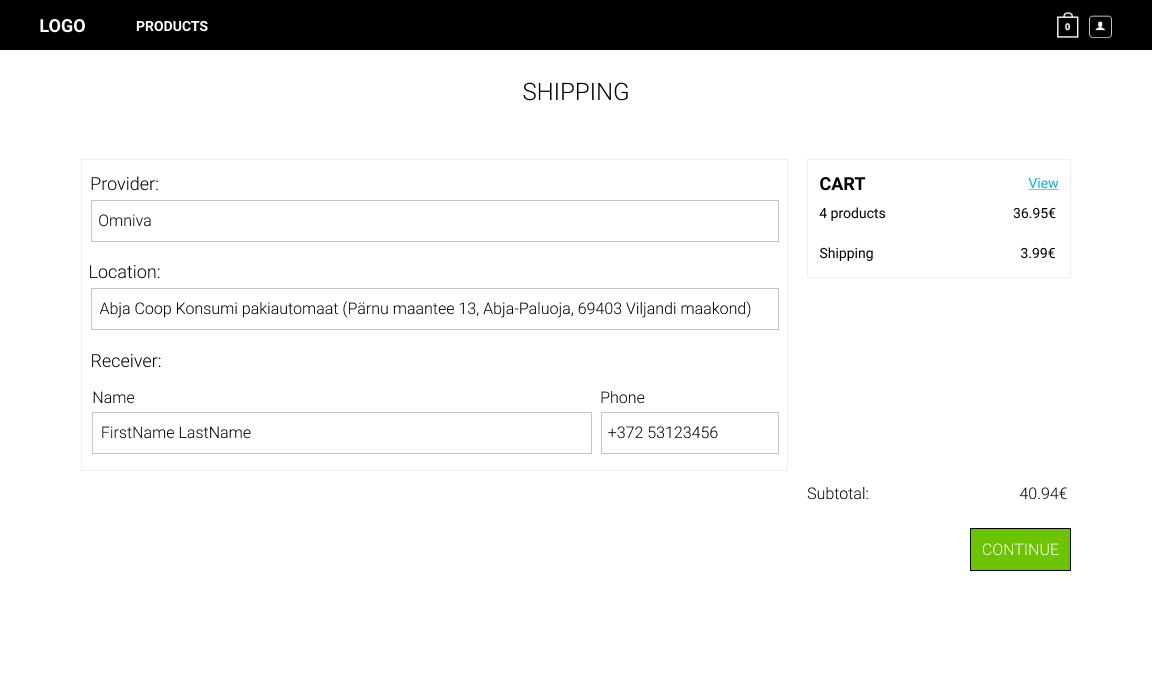 LOGO PRODUCTS 0
SHIPPING
Provider:
Omniva
Location:
Abja Coop Konsumi pakiautomaat (Pärnu maantee 13, Abja-Paluoja, 69403 Viljandi maakond)
Receiver:
Name Phone
FirstName LastName +372 53123456
CART View
4 products 36.95€
Shipping 3.99€
Subtotal: 40.94€
CONTINUE